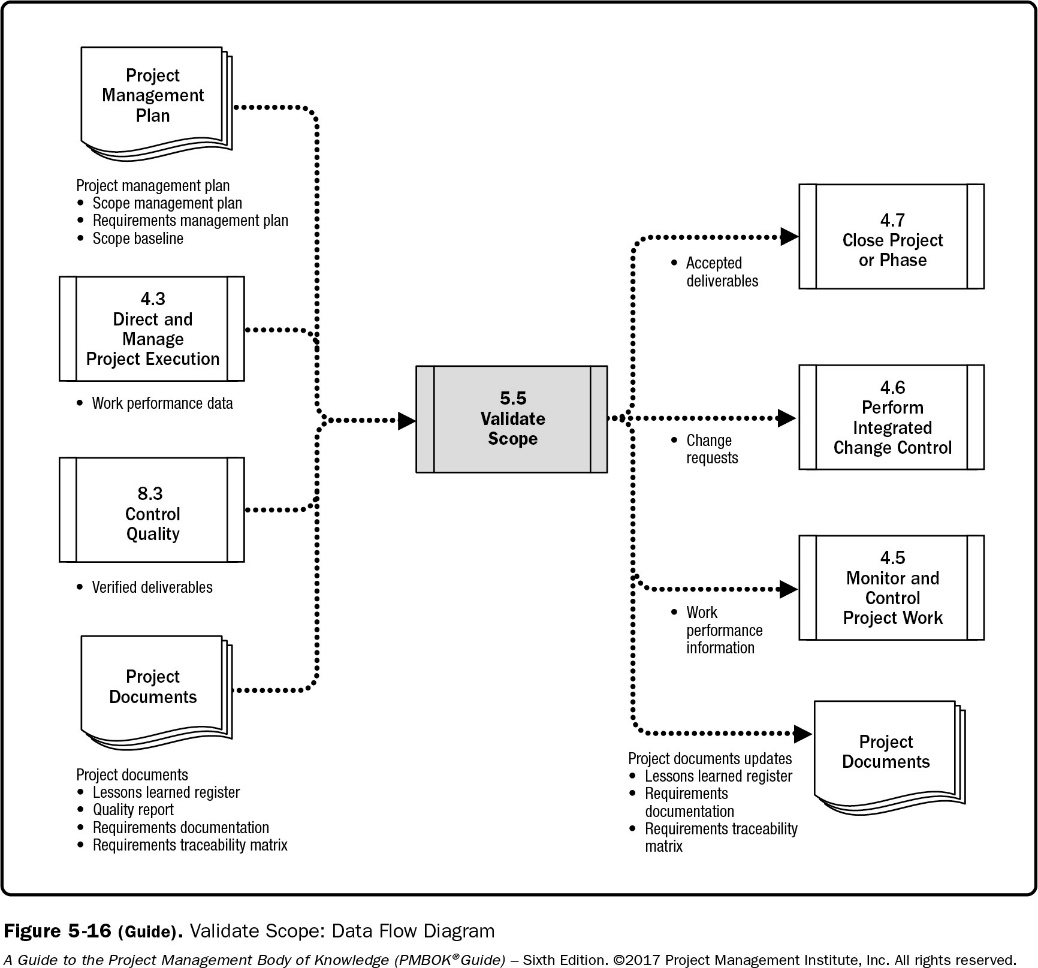 Project
Management
Plan
Project management plan
• Scope management plan
• Requirements management plan
• Scope baseline
4.3
Direct and
Manage
Project Execution
• Work performance data
8.3
Control
Quality
• Verified deliverables
Project
Documents
Project documents
• Lessons learned register
• Quality report
• Requirements documentation
• Requirements traceability matrix
5.5
Validate
Scope
• Accepted
deliverables
4.7
Close Project
or Phase
• Change
requests
4.6
Perform
Integrated
Change Control
• Work
performance
information
4.5
Monitor and
Control
Project Work
Project documents updates
• Lessons learned register
• Requirements
documentation
• Requirements traceability
matrix
Project
Documents
Figure 5-16 (Guide). Validate Scope: Data Flow Diagram
A Guide to the Project Management Body of Knowledge (PMBOK® Guide) – Sixth Edition. ©2017 Project Management Institute, Inc. All rights reserved.